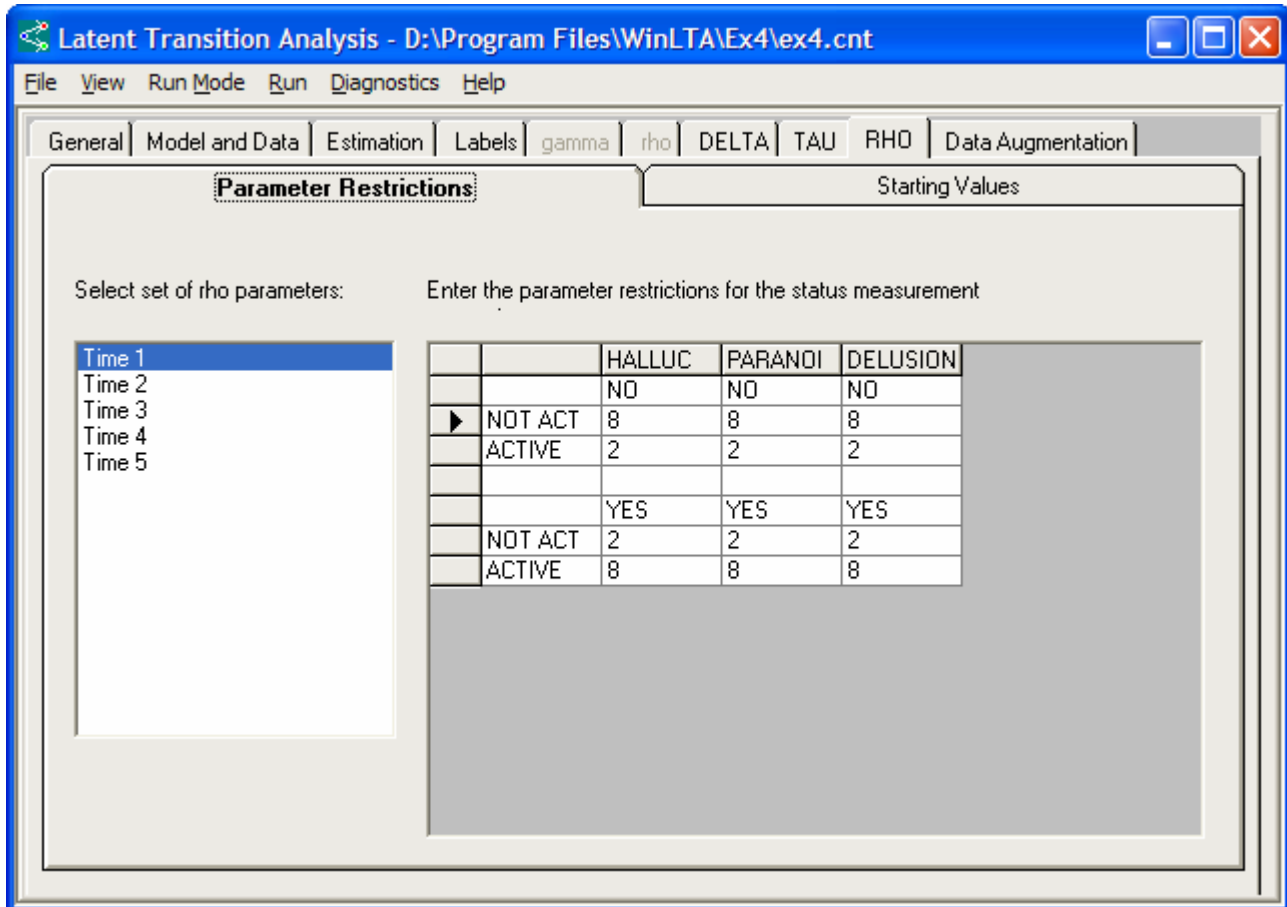 Latent Transition Analysis - D:\Program Files\WinLTA\Ex4\ex4.cnt
File View Run Mode Run Diagnostics Help
General Model and Data Estimation Labels gamma rho DELTA TAU RHO Data Augmentation
Parameter Restrictions Starting Values
Select set of rho parameters: Enter the parameter restrictions for the status measurement
Time 1
Time 2
Time 3
Time 4
Time 5
HALLUC PARANOI DELUSION
NO NO NO
NOT ACT 8 8 8
ACTIVE 2 2 2
YES YES YES
NOT ACT 2 2 2
ACTIVE 8 8 8